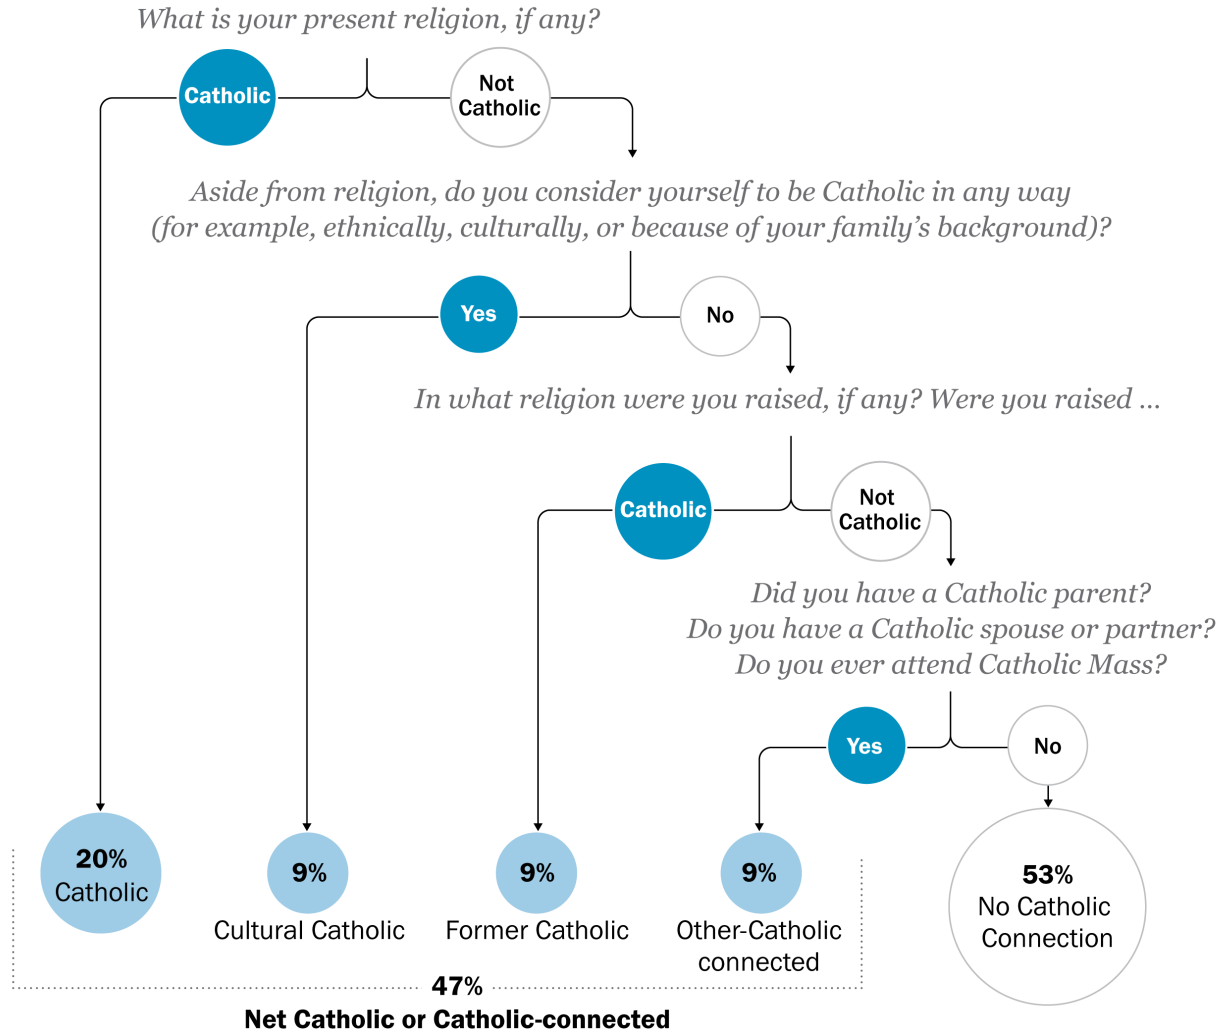 What is your present religion, if any?
Catholic
Not
Catholic
Aside from religion, do you consider yourself to be Catholic in any way
(for example, ethnically, culturally, or because of your family’s background)?
Yes
No
In what religion were you raised, if any? Were you raised ...
Catholic
Not
Catholic
Did you have a Catholic parent?
Do you have a Catholic spouse or partner?
Do you ever attend Catholic Mass?
Yes
No
20%
Catholic
9%
Cultural Catholic
9%
Former Catholic
9%
Other-Catholic
connected
53%
No Catholic
Connection
47%
Net Catholic or Catholic-connected